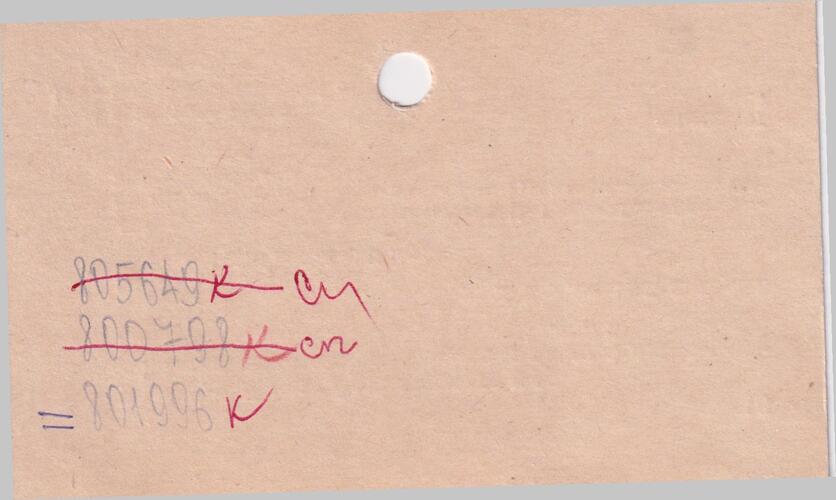 805649 к сп
800798 к сп
= 801996 к